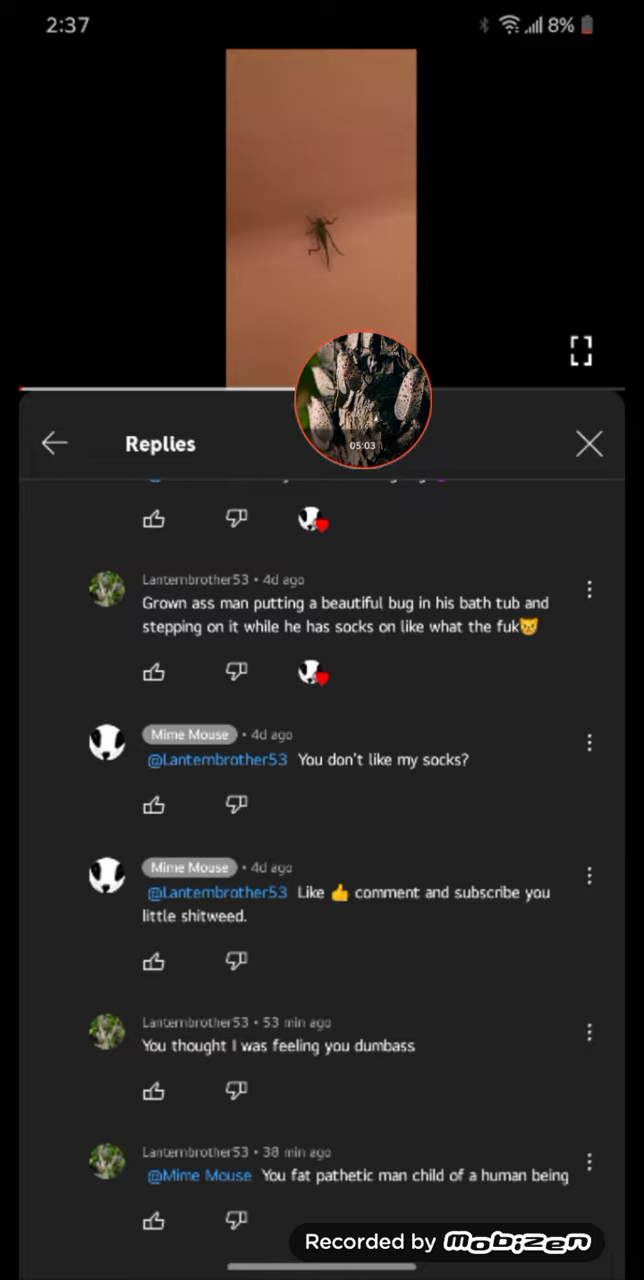 2:37
8%
05:03
Replies
Lanternbrother53 • 4d ago
Grown ass man putting a beautiful bug in his bath tub and
stepping on it while he has socks on like what the fuk😾
Mime Mouse • 4d ago
@Lanternbrother53 You don't like my socks?
Mime Mouse • 4d ago
@Lanternbrother53 Like 👍 comment and subscribe you
little shitweed.
Lanternbrother53 • 53 min ago
You thought I was feeling you dumbass
Lanternbrother53 • 38 min ago
@Mime Mouse You fat pathetic man child of a human being
Recorded by mobizen